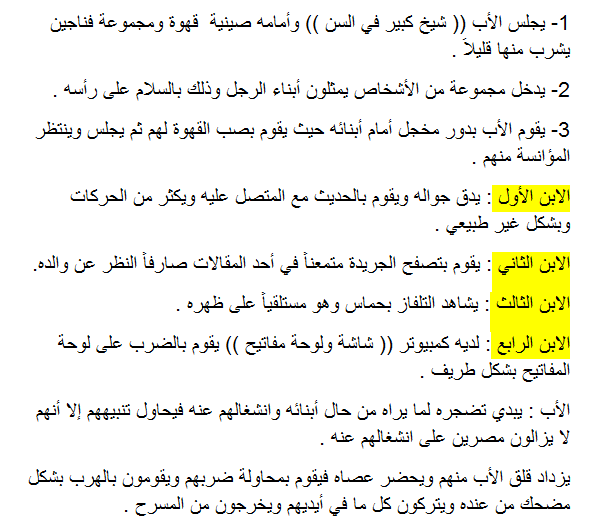 1- يجلس الأب (( شيخ كبير في السن )) وأمامه صينية قهوة ومجموعة فناجين
يشرب منها قليلاً .
2- يدخل مجموعة من الأشخاص يمثلون أبناء الرجل وذلك بالسلام على رأسه .
3- يقوم الأب بدور مخجل أمام أبنائه حيث يقوم بصب القهوة لهم ثم يجلس وينتظر
المؤانسة منهم .
الابن الأول : يدق جواله ويقوم بالحديث مع المتصل عليه ويكثر من الحركات
وبشكل غير طبيعي .
الابن الثاني : يقوم بتصفح الجريدة متمعناً في أحد المقالات صارفاً النظر عن والده.
الابن الثالث : يشاهد التلفاز بحماس وهو مستلقياً على ظهره .
الابن الرابع : لديه كمبيوتر (( شاشة ولوحة مفاتيح )) يقوم بالضرب على لوحة
المفاتيح بشكل طريف .
الأب : يبدي تضجره لما يراه من حال أبنائه وانشغالهم عنه فيحاول تنبيههم إلا أنهم
لا يزالون مصرين على انشغالهم عنه .
يزداد قلق الأب منهم ويحضر عصاه فيقوم بمحاولة ضربهم ويقومون بالهرب بشكل
مضحك من عنده ويتركون كل ما في أيديهم ويخرجون من المسرح .